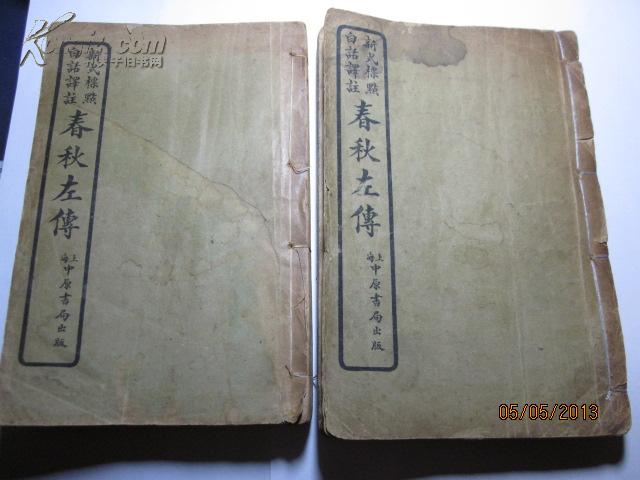 新式標點
白話譯註
春秋左傳
上海中原書局出版
新式標點
白話譯註
春秋左傳
上海中原書局出版
05/05/2013